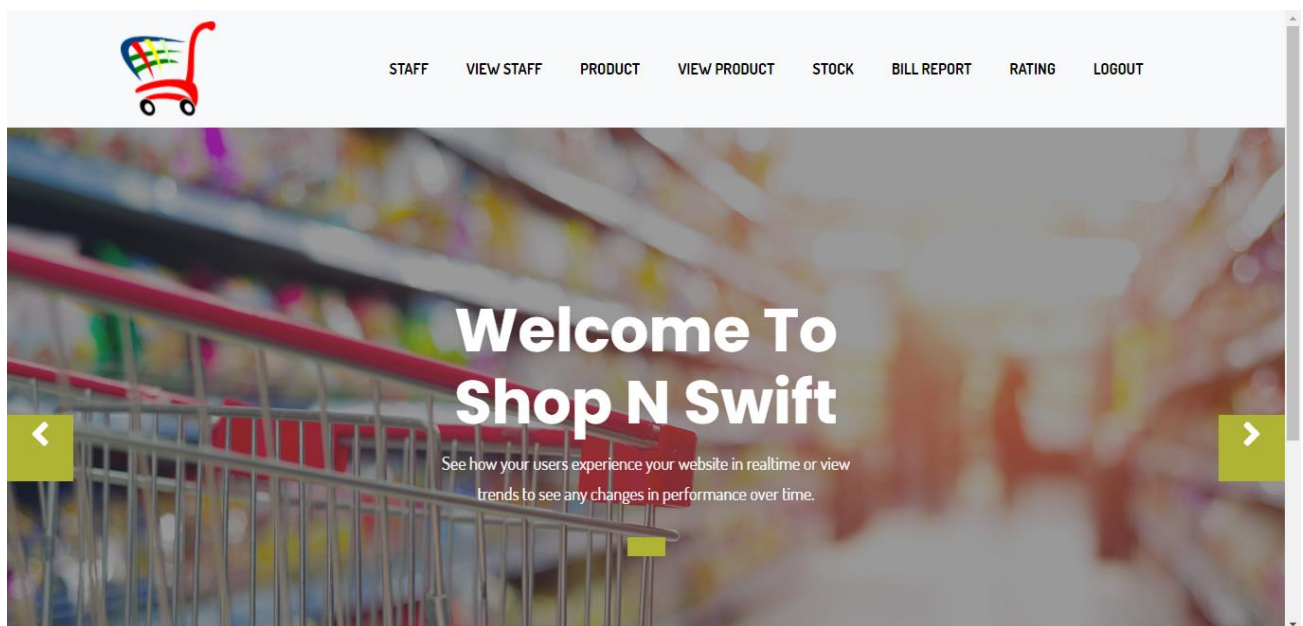 STAFF VIEW STAFF PRODUCT VIEW PRODUCT STOCK BILL REPORT RATING LOGOUT
Welcome To
Shop N Swift
See how your users experience your website in realtime or view
trends to see any changes in performance over time.